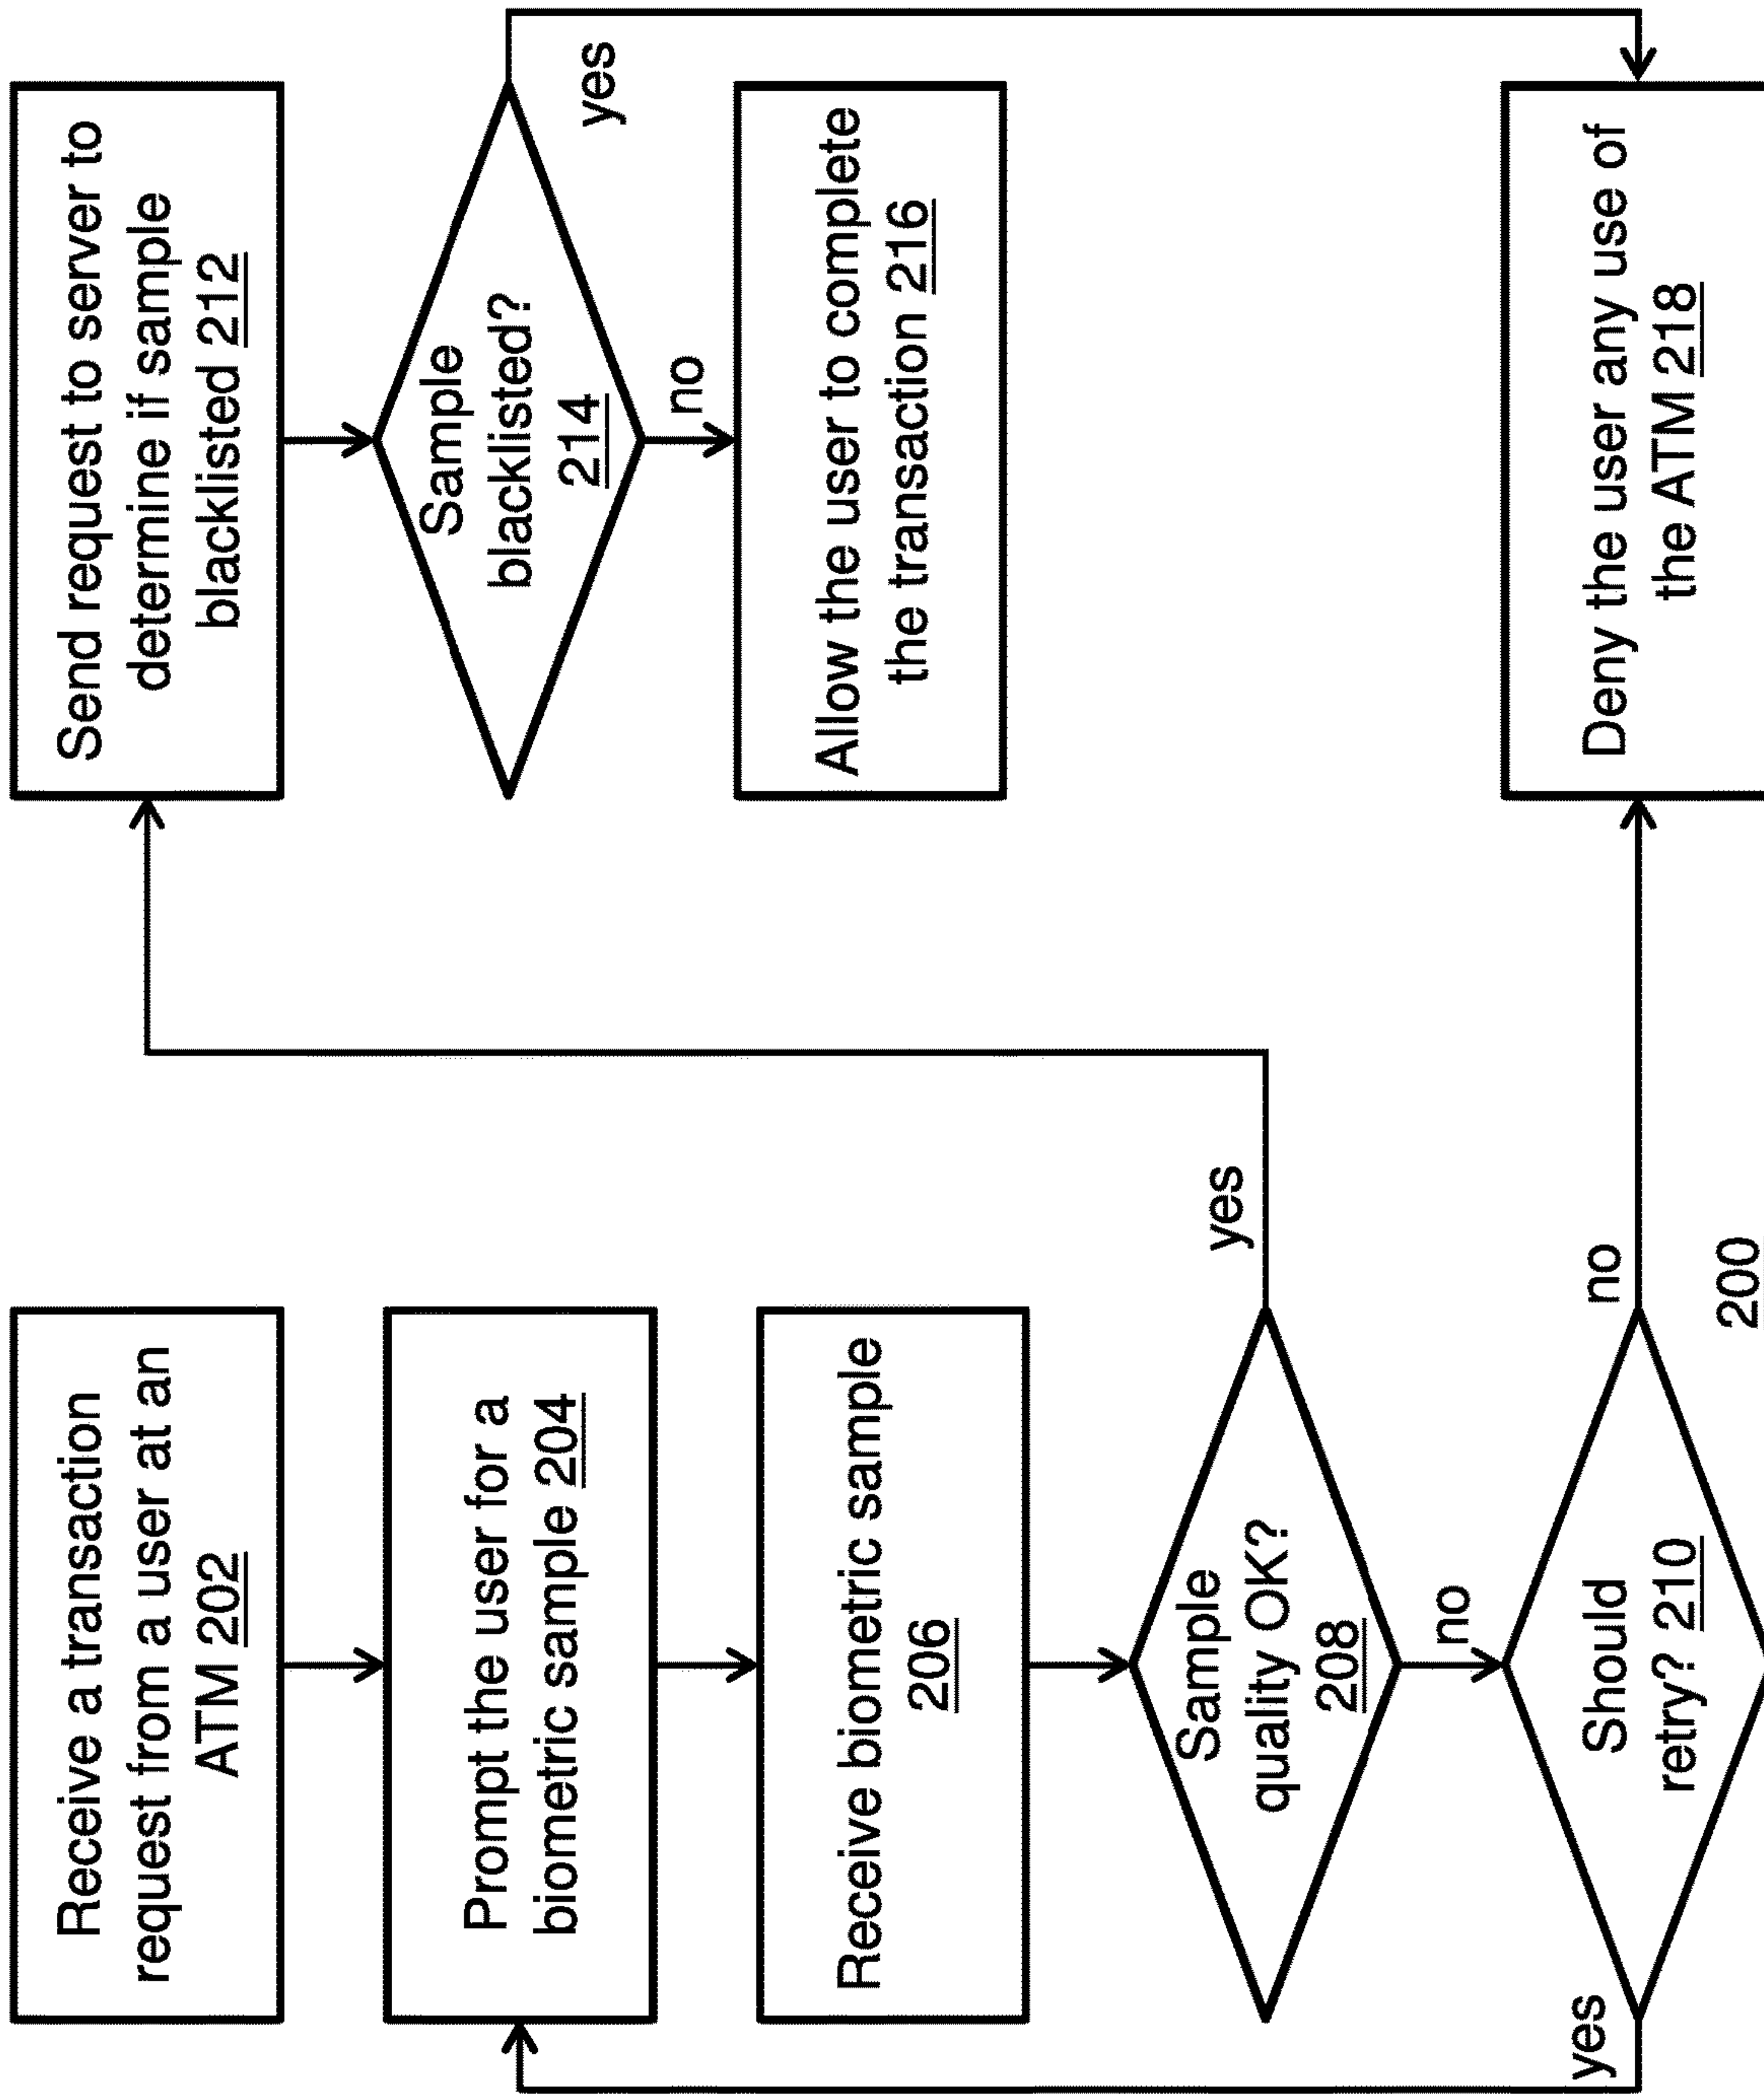 Receive a transaction
request from a user at an
ATM 202
Prompt the user for a
biometric sample 204
Receive biometric sample
206
Sample
quality OK?
208
yes
no
Should
retry? 210
yes
no
Send request to server to
determine if sample
blacklisted 212
Sample
blacklisted?
214
yes
no
Allow the user to complete
the transaction 216
Deny the user any use of
the ATM 218
200